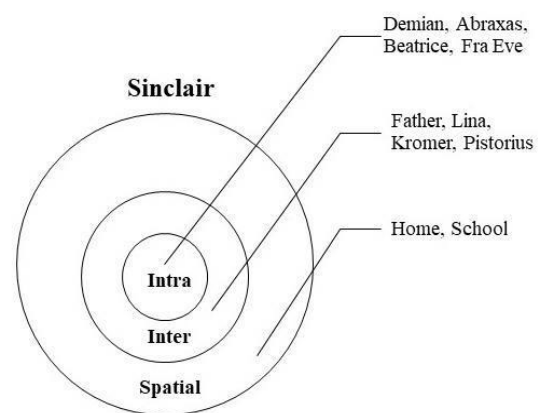 Demian, Abraxas,
Beatrice, Fra Eve
Sinclair
Father, Lina,
Kromer, Pistorius
Home, School
Intra
Inter
Spatial